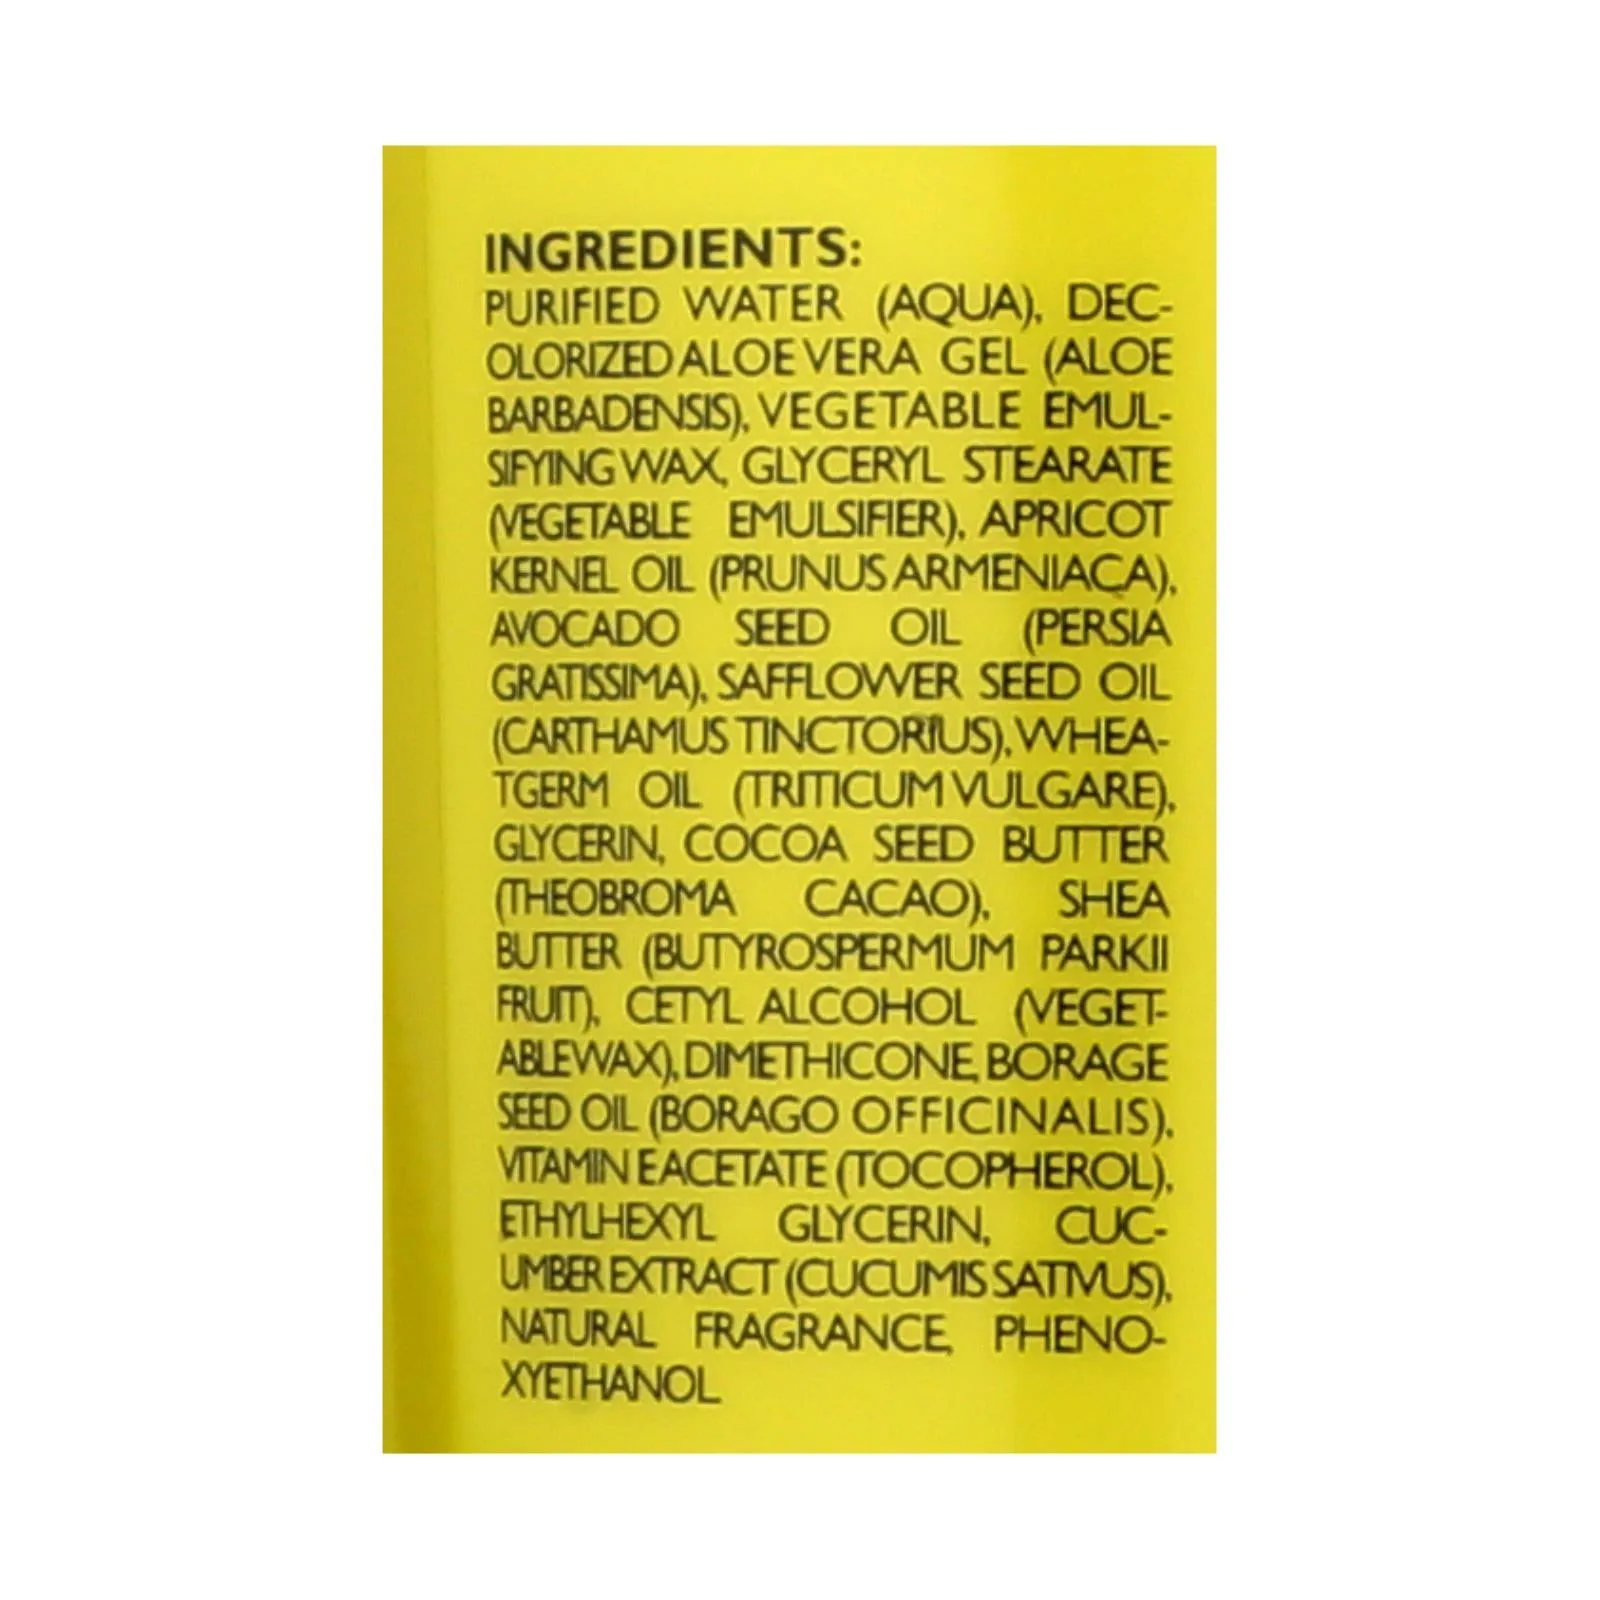 INGREDIENTS:
PURIFIED WATER (AQUA), DEC-
OLORIZED ALOE VERA GEL (ALOE
BARBADENSIS), VEGETABLE EMUL-
SIFYING WAX, GLYCERYL STEARATE
(VEGETABLE EMULSIFIER), APRICOT
KERNEL OIL (PRUNUS ARMENIACA),
AVOCADO SEED OIL (PERSIA
GRATISSIMA), SAFFLOWER SEED OIL
(CARTHAMUS TINCTORIUS), WHEA-
TGERM OIL (TRITICUM VULGARE),
GLYCERIN, COCOA SEED BUTTER
(THEOBROMA CACAO), SHEA
BUTTER (BUTYROSPERMUM PARKII
FRUIT), CETYL ALCOHOL (VEGET-
ABLE WAX), DIMETHICONE, BORAGE
SEED OIL (BORAGO OFFICINALIS),
VITAMIN E ACETATE (TOCOPHEROL),
ETHYLHEXYL GLYCERIN, CUC-
UMBER EXTRACT (CUCUMIS SATIVUS),
NATURAL FRAGRANCE, PHENO-
XYETHANOL